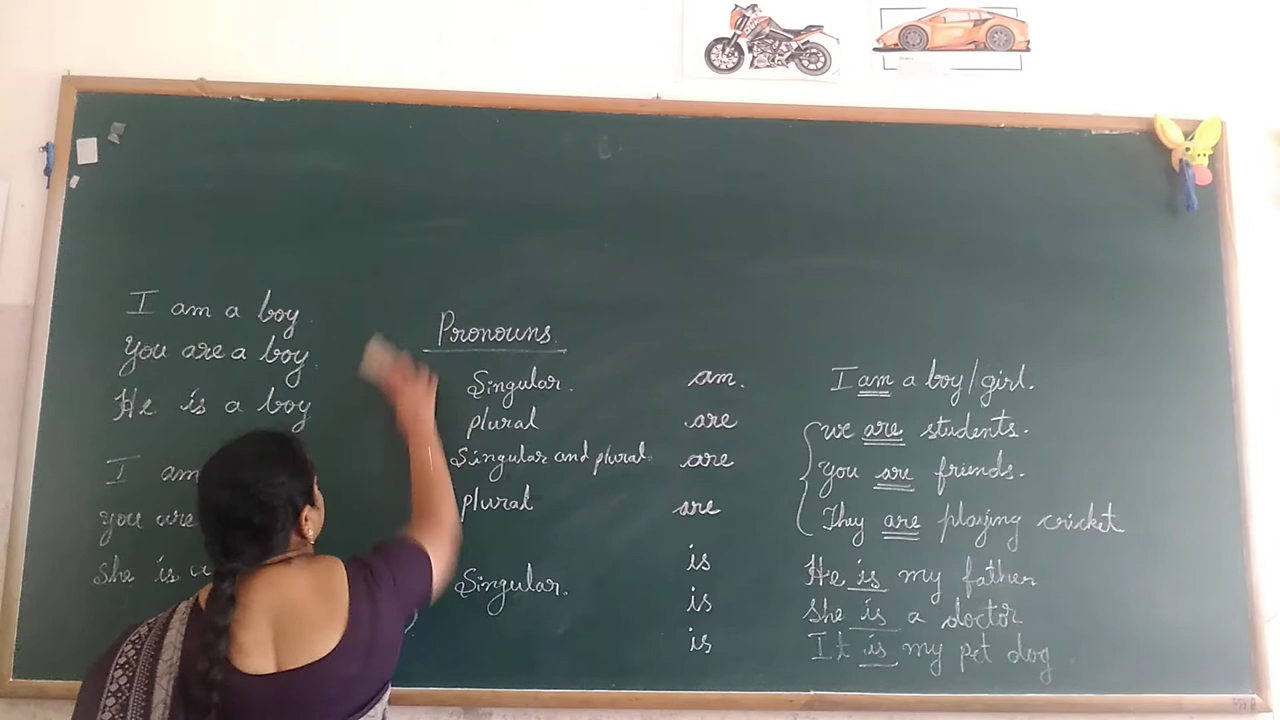 I am a boy.
You are a boy.
He is a boy
I am
you are
She is a
Pronouns.
Singular. am. I am a boy/girl.
plural are we are students.
Singular and plural. are you are friends.
plural are They are playing cricket
is He is my father
Singular. is She is a doctor
is It is my pet dog